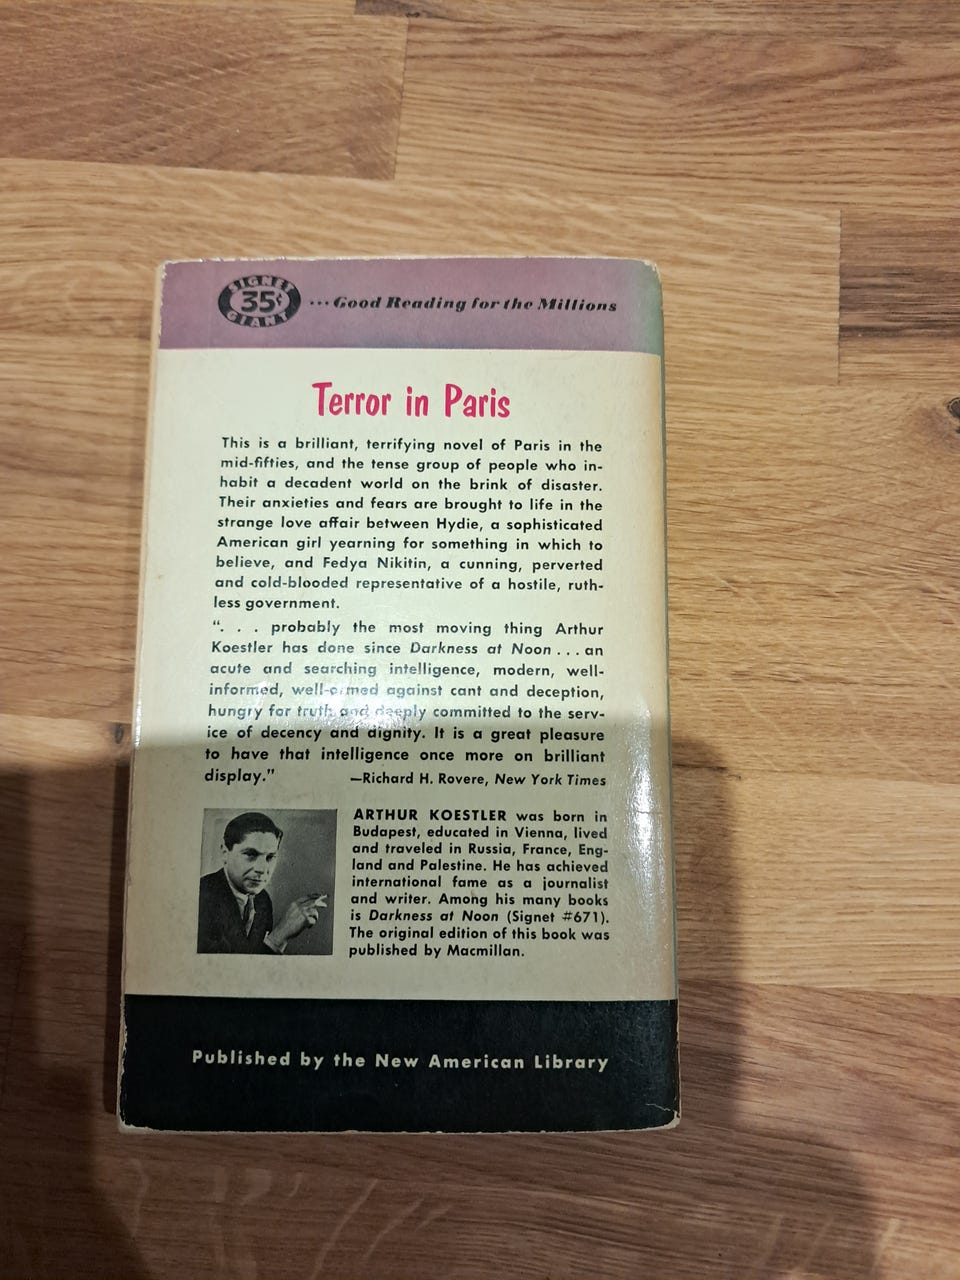 SIGNET
35¢
GIANT
...Good Reading for the Millions
Terror in Paris
This is a brilliant, terrifying novel of Paris in the
mid-fifties, and the tense group of people who in-
habit a decadent world on the brink of disaster.
Their anxieties and fears are brought to life in the
strange love affair between Hydie, a sophisticated
American girl yearning for something in which to
believe, and Fedya Nikitin, a cunning, perverted
and cold-blooded representative of a hostile, ruth-
less government.
“. . . probably the most moving thing Arthur
Koestler has done since Darkness at Noon . . . an
acute and searching intelligence, modern, well-
informed, well-armed against cant and deception,
hungry for truth and deeply committed to the serv-
ice of decency and dignity. It is a great pleasure
to have that intelligence once more on brilliant
display.”
—Richard H. Rovere, New York Times
ARTHUR KOESTLER was born in
Budapest, educated in Vienna, lived
and traveled in Russia, France, Eng-
land and Palestine. He has achieved
international fame as a journalist
and writer. Among his many books
is Darkness at Noon (Signet #671).
The original edition of this book was
published by Macmillan.
Published by the New American Library